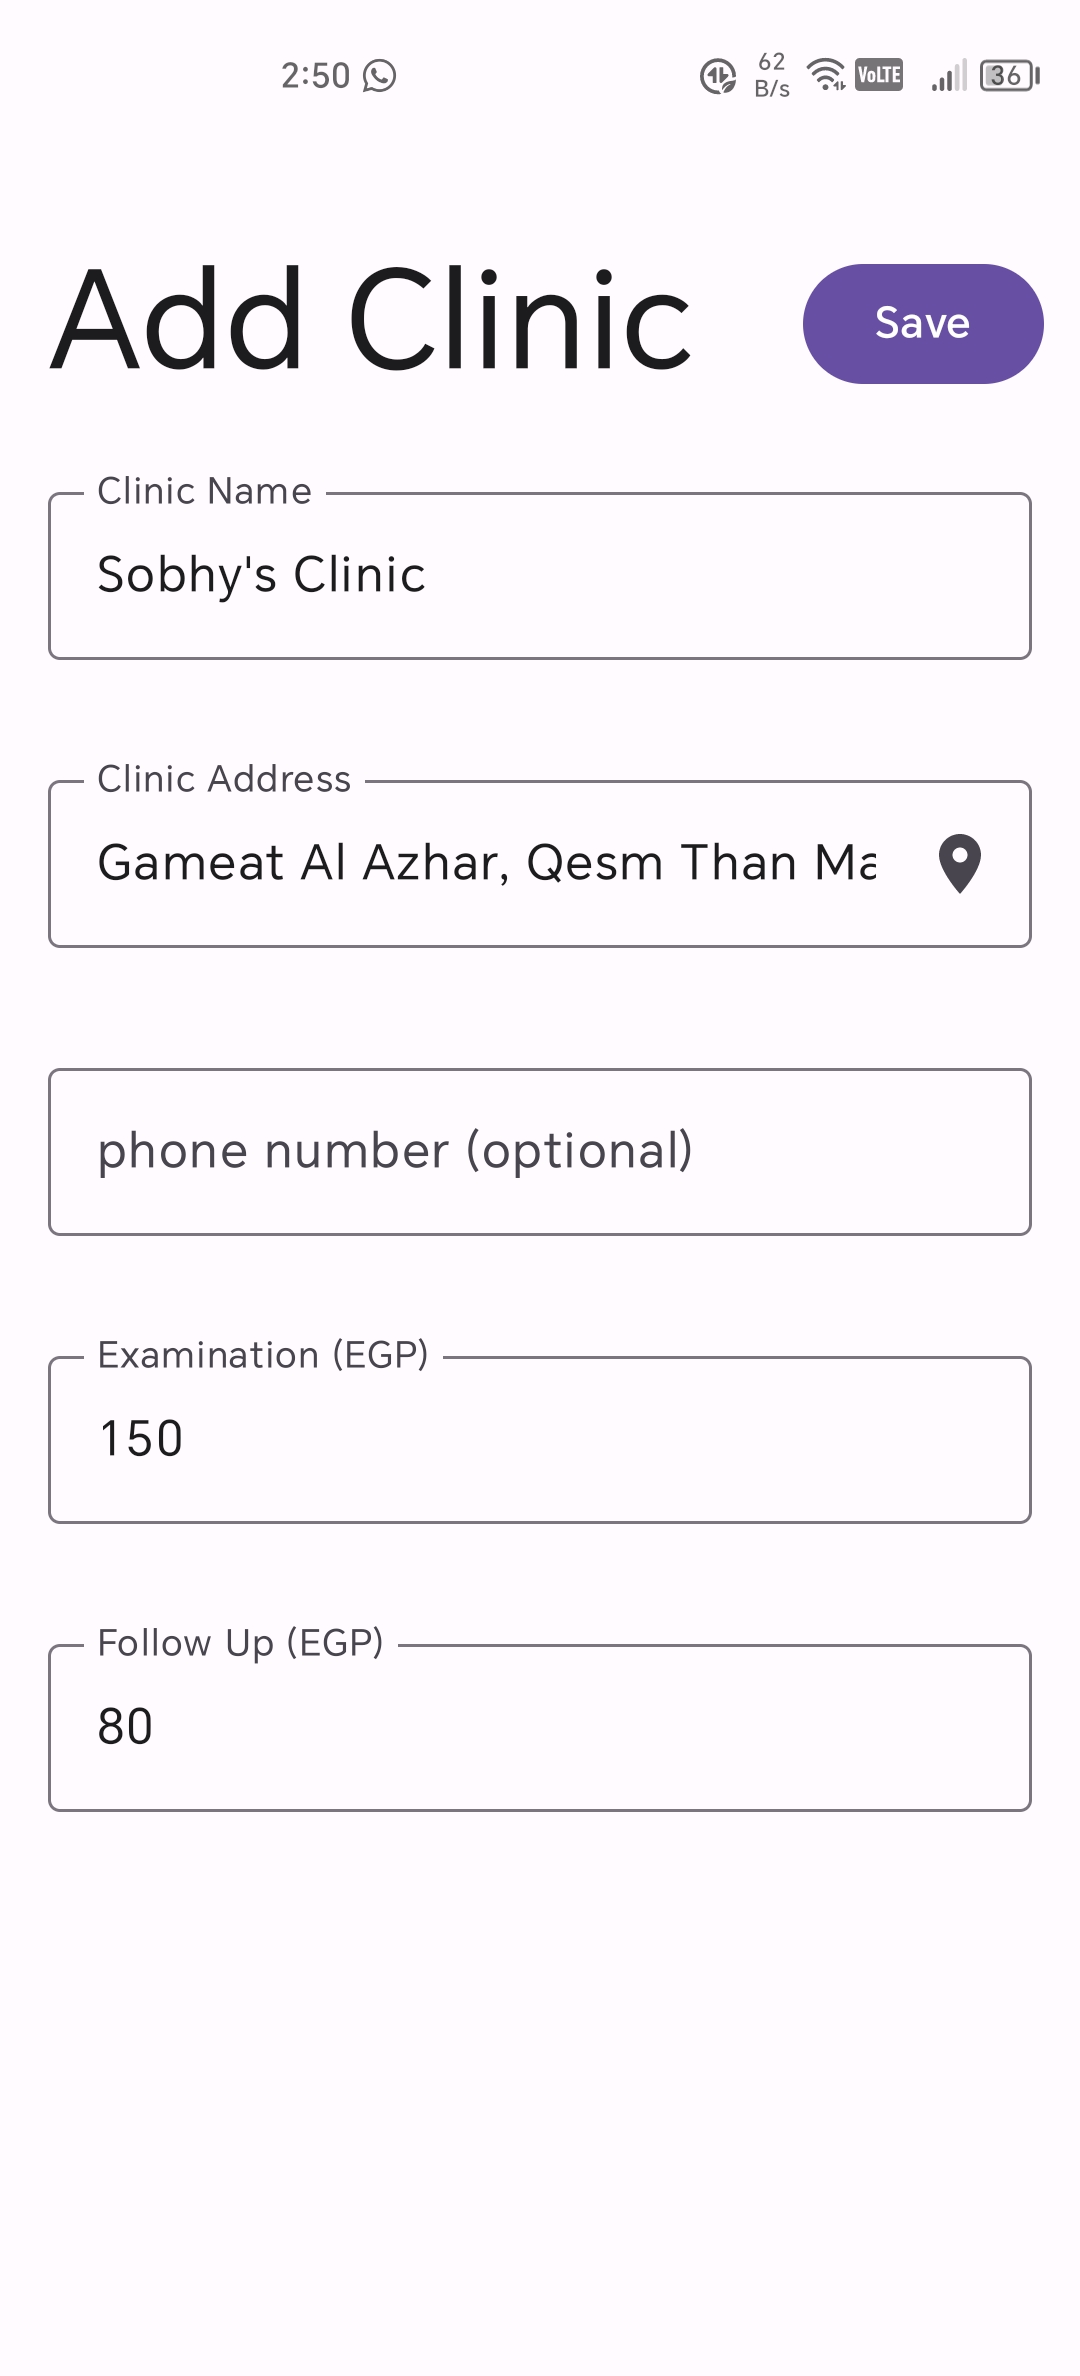 2:50
62
B/s
VoLTE
36
Add Clinic
Save
Clinic Name
Sobhy's Clinic
Clinic Address
Gameat Al Azhar, Qesm Than Ma
phone number (optional)
Examination (EGP)
150
Follow Up (EGP)
80